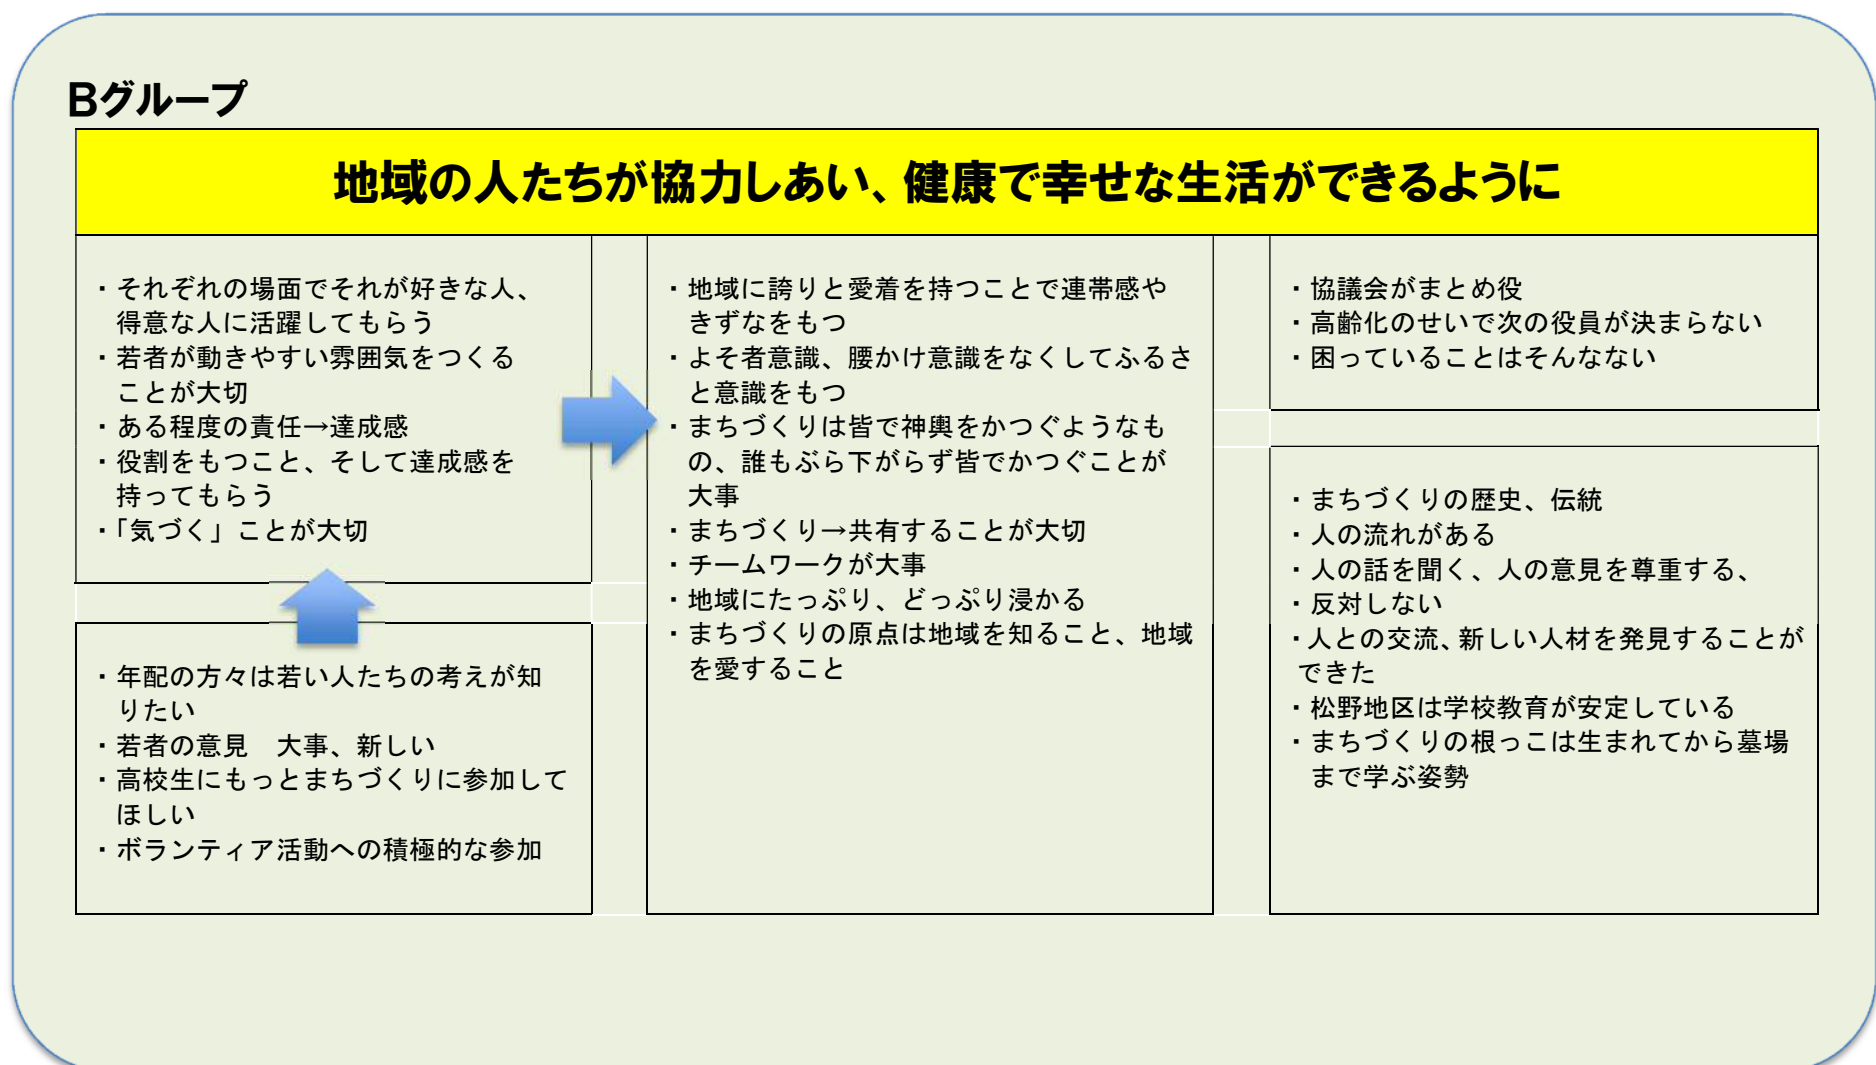 Bグループ
地域の人たちが協力しあい、健康で幸せな生活ができるように
・それぞれの場面でそれが好きな人、
得意な人に活躍してもらう
・若者が動きやすい雰囲気をつくる
ことが大切
・ある程度の責任→達成感
・役割をもつこと、そして達成感を
持ってもらう
・「気づく」ことが大切
・年配の方々は若い人たちの考えが知
りたい
・若者の意見　大事、新しい
・高校生にもっとまちづくりに参加して
ほしい
・ボランティア活動への積極的な参加
・地域に誇りと愛着を持つことで連帯感や
きずなをもつ
・よそ者意識、腰かけ意識をなくしてふるさ
と意識をもつ
・まちづくりは皆で神輿をかつぐようなも
の、誰もぶら下がらず皆でかつぐことが
大事
・まちづくり→共有することが大切
・チームワークが大事
・地域にたっぷり、どっぷり浸かる
・まちづくりの原点は地域を知ること、地域
を愛すること
・協議会がまとめ役
・高齢化のせいで次の役員が決まらない
・困っていることはそんなない
・まちづくりの歴史、伝統
・人の流れがある
・人の話を聞く、人の意見を尊重する、
・反対しない
・人との交流、新しい人材を発見することが
できた
・松野地区は学校教育が安定している
・まちづくりの根っこは生まれてから墓場
まで学ぶ姿勢